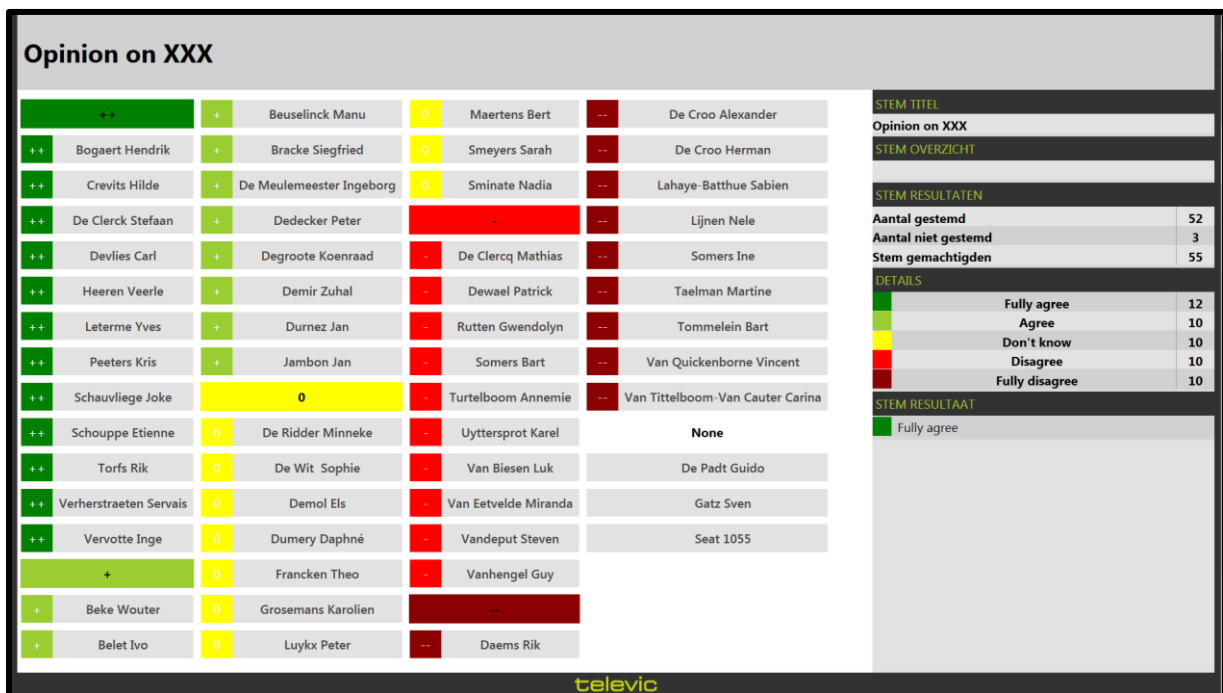 Opinion on XXX
++
++ Bogaert Hendrik
++ Crevits Hilde
++ De Clerck Stefaan
++ Devlies Carl
++ Heeren Veerle
++ Leterme Yves
++ Peeters Kris
++ Schauvliege Joke
++ Schouppe Etienne
++ Torfs Rik
++ Verherstraeten Servais
++ Vervotte Inge
+
+ Beke Wouter
+ Belet Ivo
+ Beuselinck Manu
+ Bracke Siegfried
+ De Meulemeester Ingeborg
+ Dedecker Peter
+ Degroote Koenraad
+ Demir Zuhal
+ Durnez Jan
+ Jambon Jan
0
0 De Ridder Minneke
0 De Wit Sophie
0 Demol Els
0 Dumery Daphné
0 Francken Theo
0 Grosemans Karolien
0 Luykx Peter
0 Maertens Bert
0 Smeyers Sarah
0 Sminate Nadia
-
- De Clercq Mathias
- Dewael Patrick
- Rutten Gwendolyn
- Somers Bart
- Turtelboom Annemie
- Uyttersprot Karel
- Van Biesen Luk
- Van Eetvelde Miranda
- Vandeput Steven
- Vanhengel Guy
--
-- Daems Rik
-- De Croo Alexander
-- De Croo Herman
-- Lahaye-Batthue Sabien
-- Lijnen Nele
-- Somers Ine
-- Taelman Martine
-- Tommelein Bart
-- Van Quickenborne Vincent
-- Van Tittelboom-Van Cauter Carina
None
De Padt Guido
Gatz Sven
Seat 1055
STEM TITEL
Opinion on XXX
STEM OVERZICHT
STEM RESULTATEN
Aantal gestemd 52
Aantal niet gestemd 3
Stem gemachtigden 55
DETAILS
Fully agree 12
Agree 10
Don't know 10
Disagree 10
Fully disagree 10
STEM RESULTAAT
Fully agree
televic